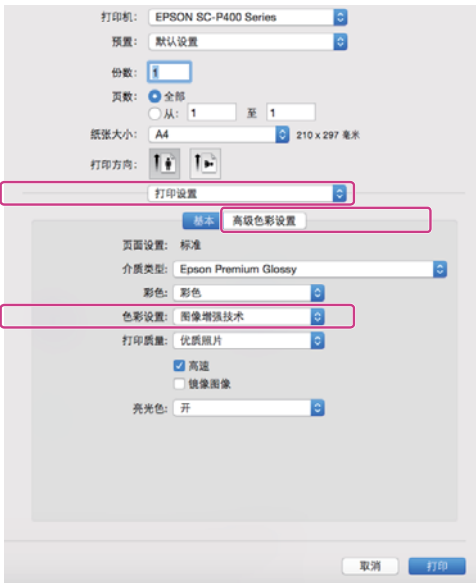 打印机: EPSON SC-P400 Series
预置: 默认设置
份数: 1
页数: 全部
从: 1 至 1
纸张大小: A4 210 x 297 毫米
打印方向:
打印设置
基本 高级色彩设置
页面设置: 标准
介质类型: Epson Premium Glossy
彩色: 彩色
色彩设置: 图像增强技术
打印质量: 优质照片
高速
镜像图像
亮光色: 开
取消 打印